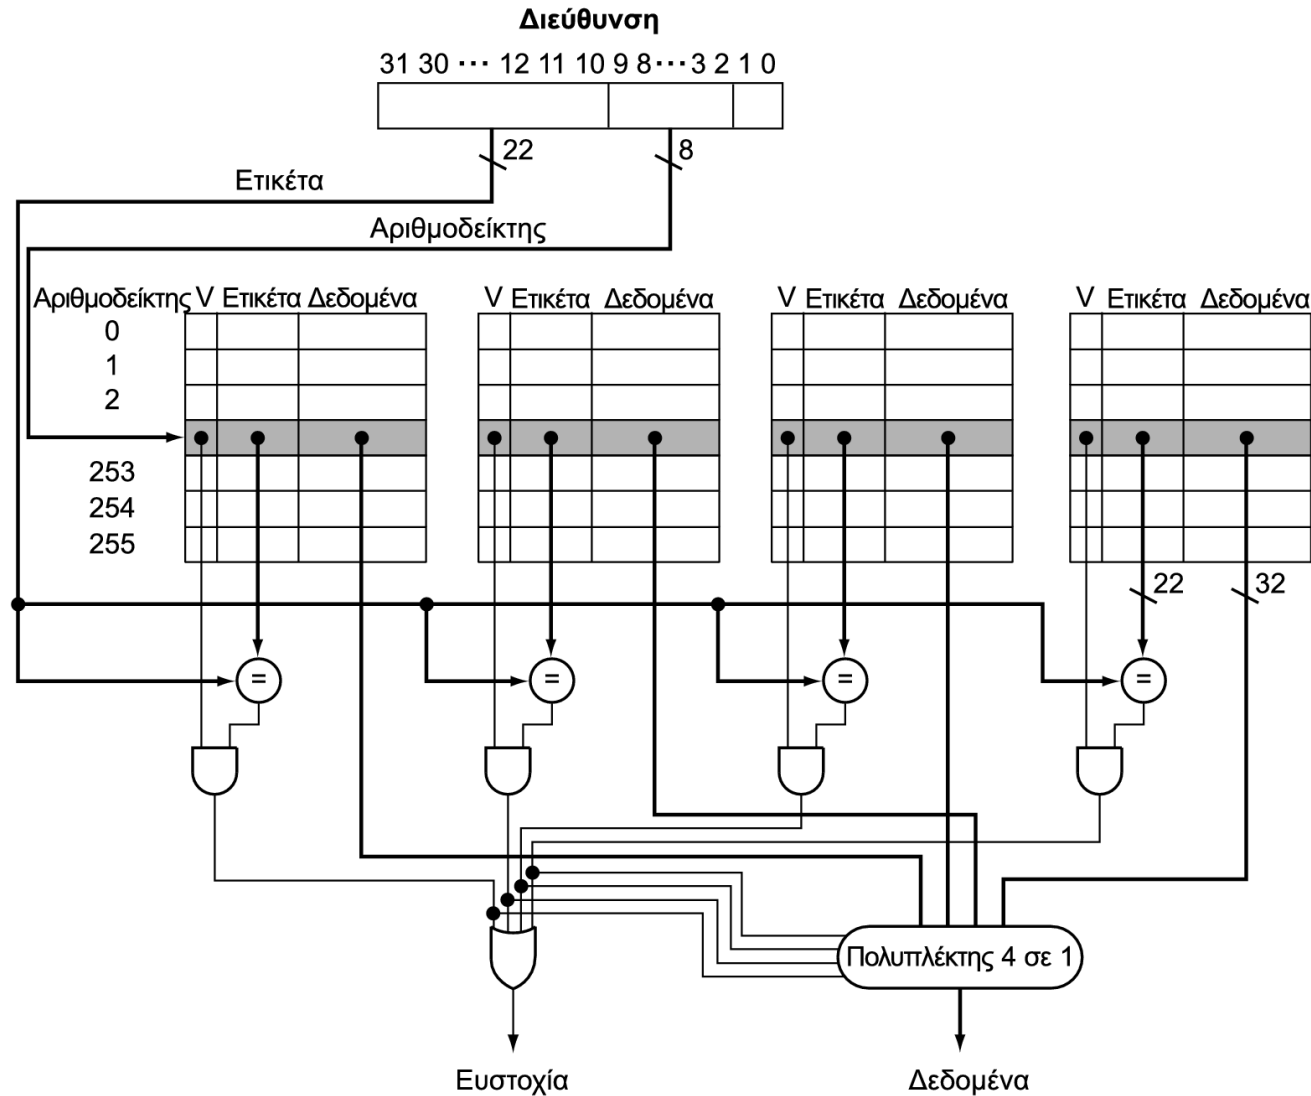 Διεύθυνση
31 30 ··· 12 11 10 9 8 ··· 3 2 1 0
22
8
Ετικέτα
Αριθμοδείκτης
Αριθμοδείκτης V Ετικέτα Δεδομένα V Ετικέτα Δεδομένα V Ετικέτα Δεδομένα V Ετικέτα Δεδομένα
0
1
2
253
254
255
22
32
= = = =
Πολυπλέκτης 4 σε 1
Ευστοχία
Δεδομένα